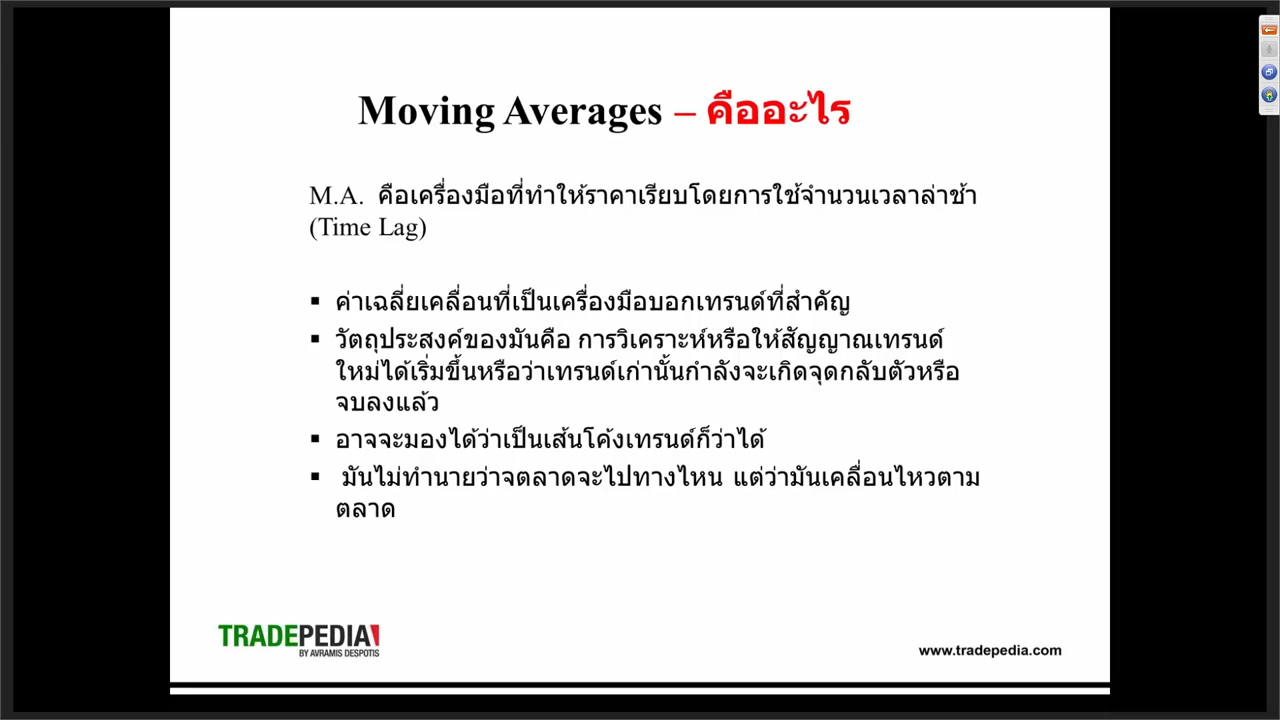 Moving Averages – คืออะไร
M.A. คือเครื่องมือที่ทำให้ราคาเรียบโดยการใช้จำนวนเวลาล่าช้า
(Time Lag)
▪ ค่าเฉลี่ยเคลื่อนที่เป็นเครื่องมือบอกเทรนด์ที่สำคัญ
▪ วัตถุประสงค์ของมันคือ การวิเคราะห์หรือให้สัญญาณเทรนด์
ใหม่ได้เริ่มขึ้นหรือว่าเทรนด์เก่านั้นกำลังจะเกิดจุดกลับตัวหรือ
จบลงแล้ว
▪ อาจจะมองได้ว่าเป็นเส้นโค้งเทรนด์ก็ว่าได้
▪ มันไม่ทำนายว่าจตลาดจะไปทางไหน แต่ว่ามันเคลื่อนไหวตาม
ตลาด
TRADEPEDIA
BY AVRAMIS DESPOTIS
www.tradepedia.com